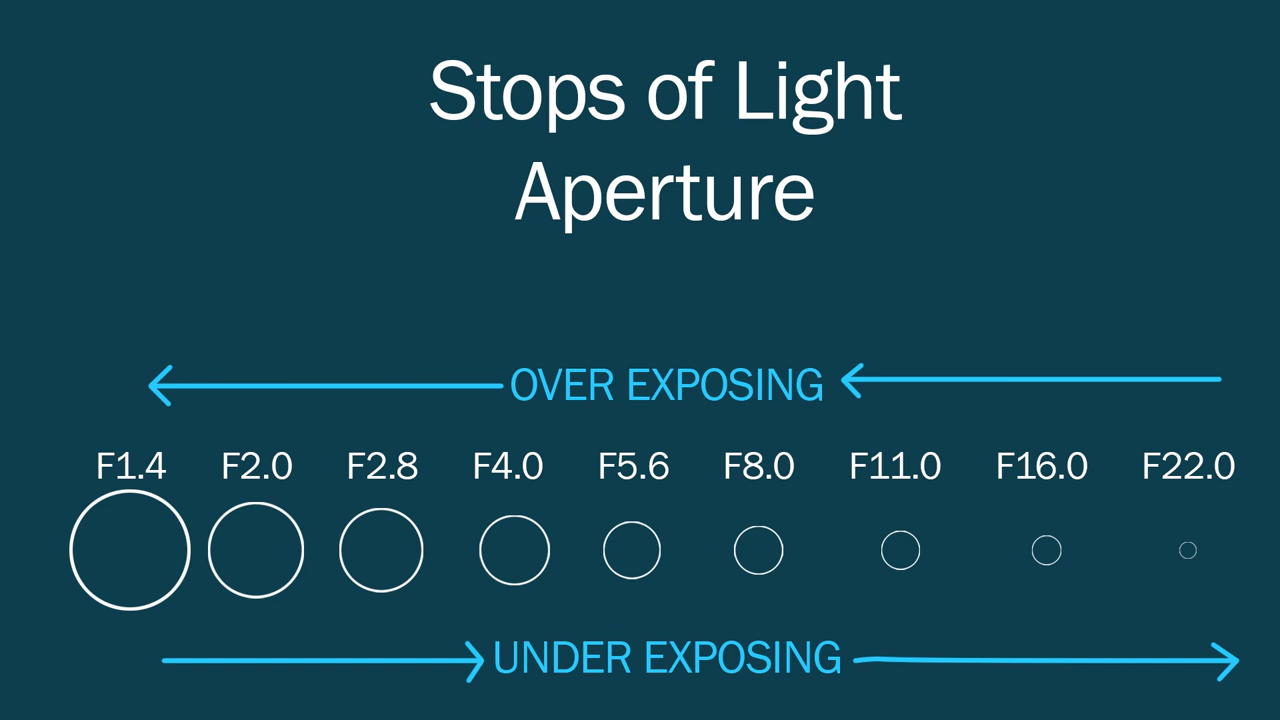 Stops of Light
Aperture
OVER EXPOSING
F1.4 F2.0 F2.8 F4.0 F5.6 F8.0 F11.0 F16.0 F22.0
UNDER EXPOSING